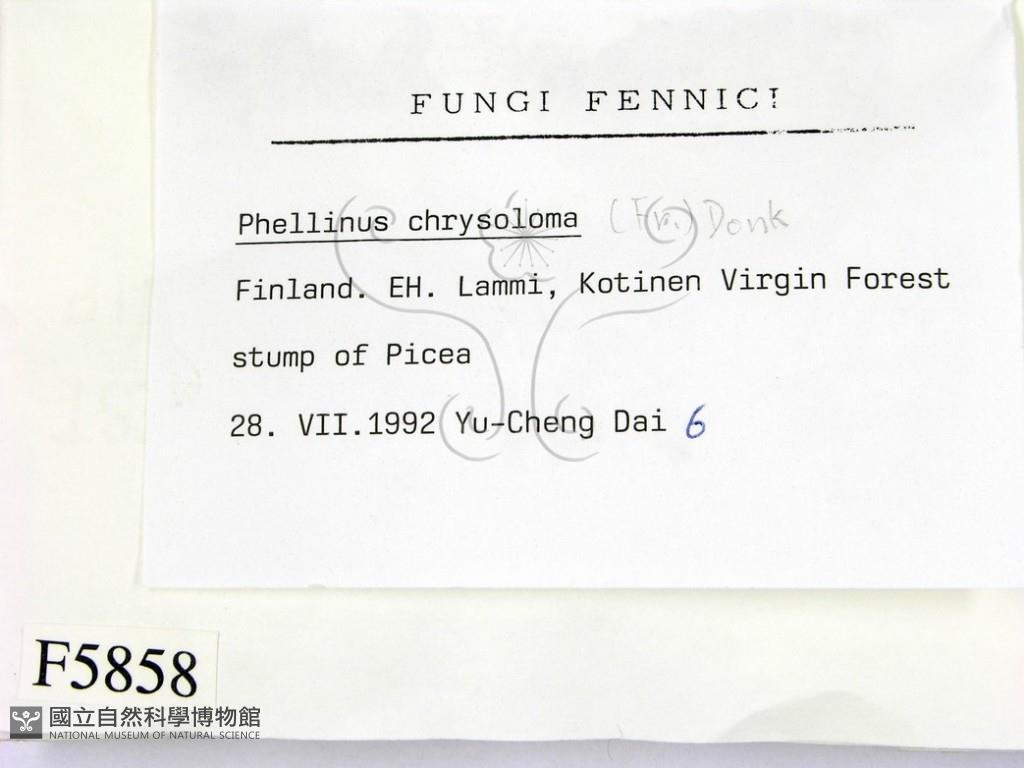 FUNGI FENNICI
Phellinus chrysoloma (Fr.) Donk
Finland. EH. Lammi, Kotinen Virgin Forest
stump of Picea
28. VII.1992 Yu-Cheng Dai 6
F5858
國立自然科學博物館
NATIONAL MUSEUM OF NATURAL SCIENCE